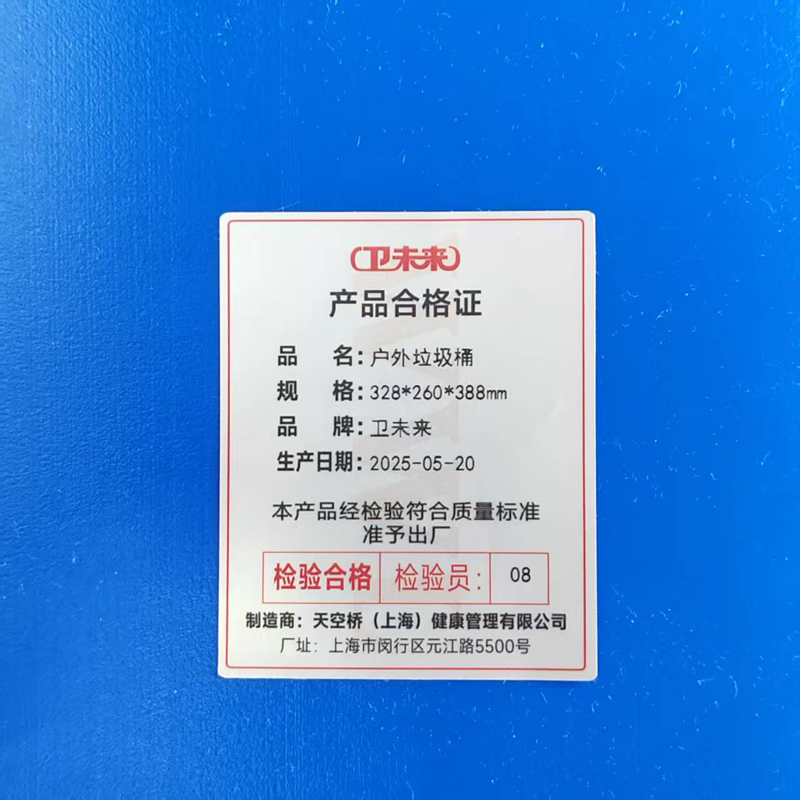 卫未来
产品合格证
品 名：户外垃圾桶
规 格：328*260*388mm
品 牌：卫未来
生产日期：2025-05-20
本产品经检验符合质量标准
准予出厂
检验合格 检验员： 08
制造商：天空桥（上海）健康管理有限公司
厂址：上海市闵行区元江路5500号